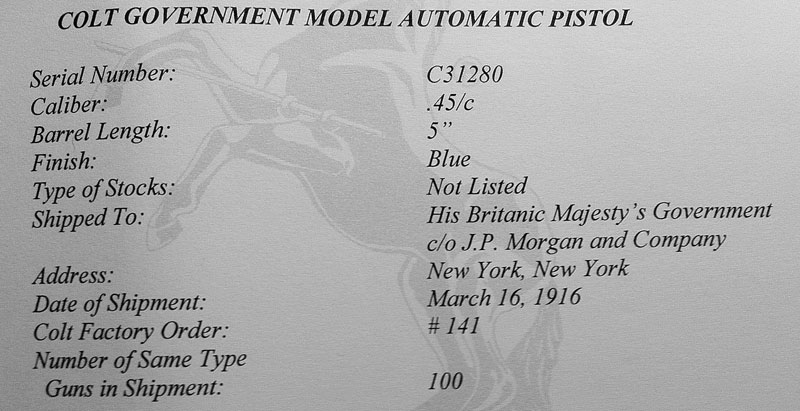 COLT GOVERNMENT MODEL AUTOMATIC PISTOL
Serial Number: C31280
Caliber: .45/c
Barrel Length: 5”
Finish: Blue
Type of Stocks: Not Listed
Shipped To: His Britanic Majesty’s Government
c/o J.P. Morgan and Company
Address: New York, New York
Date of Shipment: March 16, 1916
Colt Factory Order: # 141
Number of Same Type
Guns in Shipment: 100